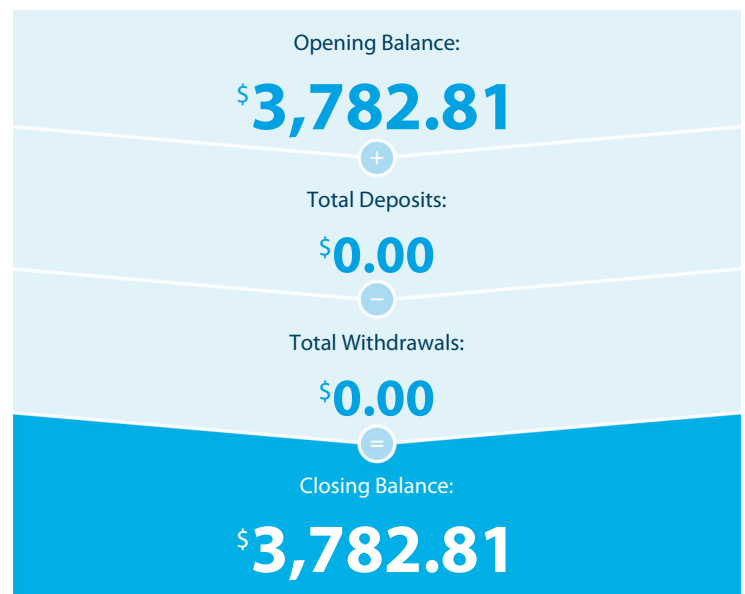 Opening Balance:
$3,782.81
+
Total Deposits:
$0.00
−
Total Withdrawals:
$0.00
=
Closing Balance:
$3,782.81